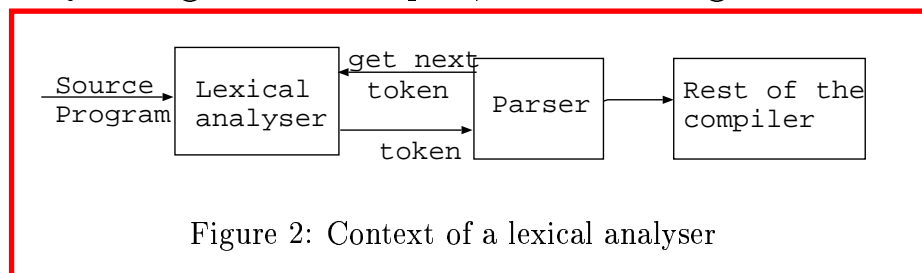 get next
Source
Program
Lexical
analyser
token
token
Parser
Rest of the
compiler
Figure 2: Context of a lexical analyser